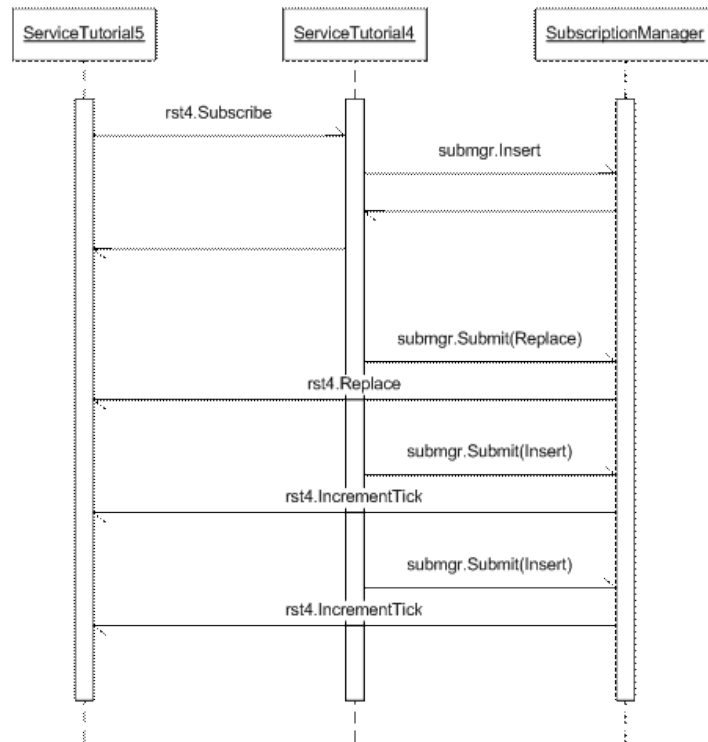 ServiceTutorial5 ServiceTutorial4 SubscriptionManager
rst4.Subscribe
submgr.Insert
submgr.Submit(Replace)
rst4.Replace
submgr.Submit(Insert)
rst4.IncrementTick
submgr.Submit(Insert)
rst4.IncrementTick